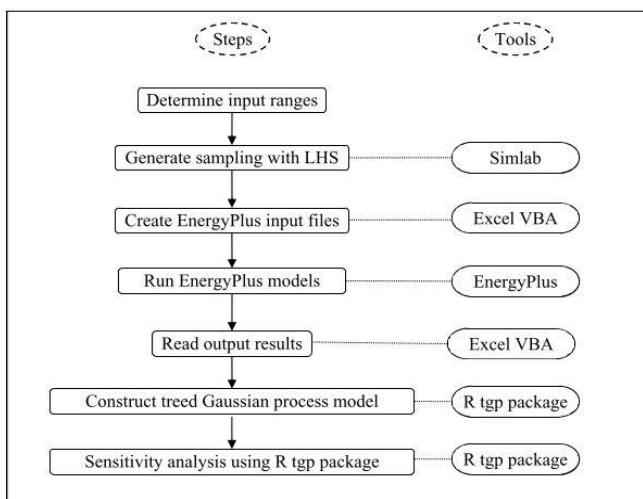 Steps
Tools
Determine input ranges
Generate sampling with LHS
Simlab
Create EnergyPlus input files
Excel VBA
Run EnergyPlus models
EnergyPlus
Read output results
Excel VBA
Construct treed Gaussian process model
R tgp package
Sensitivity analysis using R tgp package
R tgp package